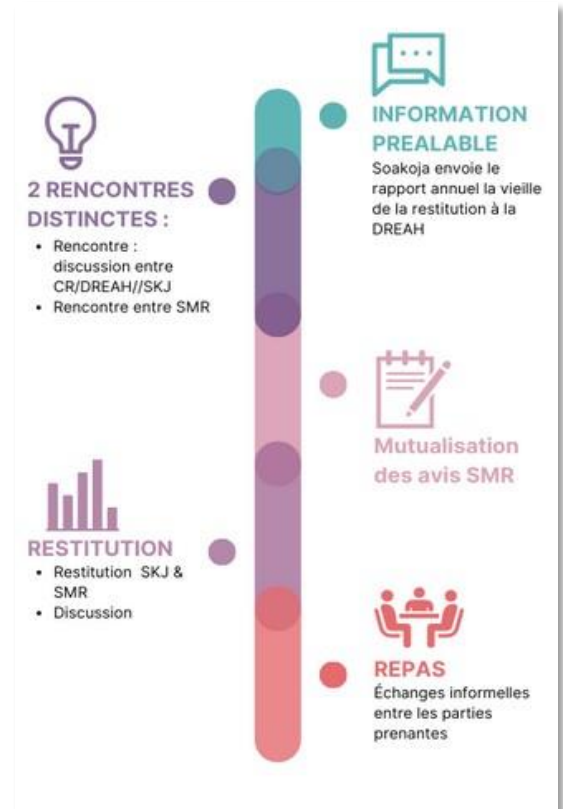 INFORMATION
PREALABLE
Soakoja envoie le
rapport annuel la vieille
de la restitution à la
DREAH
2 RENCONTRES
DISTINCTES :
• Rencontre :
discussion entre
CR/DREAH//SKJ
• Rencontre entre SMR
Mutualisation
des avis SMR
RESTITUTION
• Restitution SKJ &
SMR
• Discussion
REPAS
Échanges informelles
entre les parties
prenantes